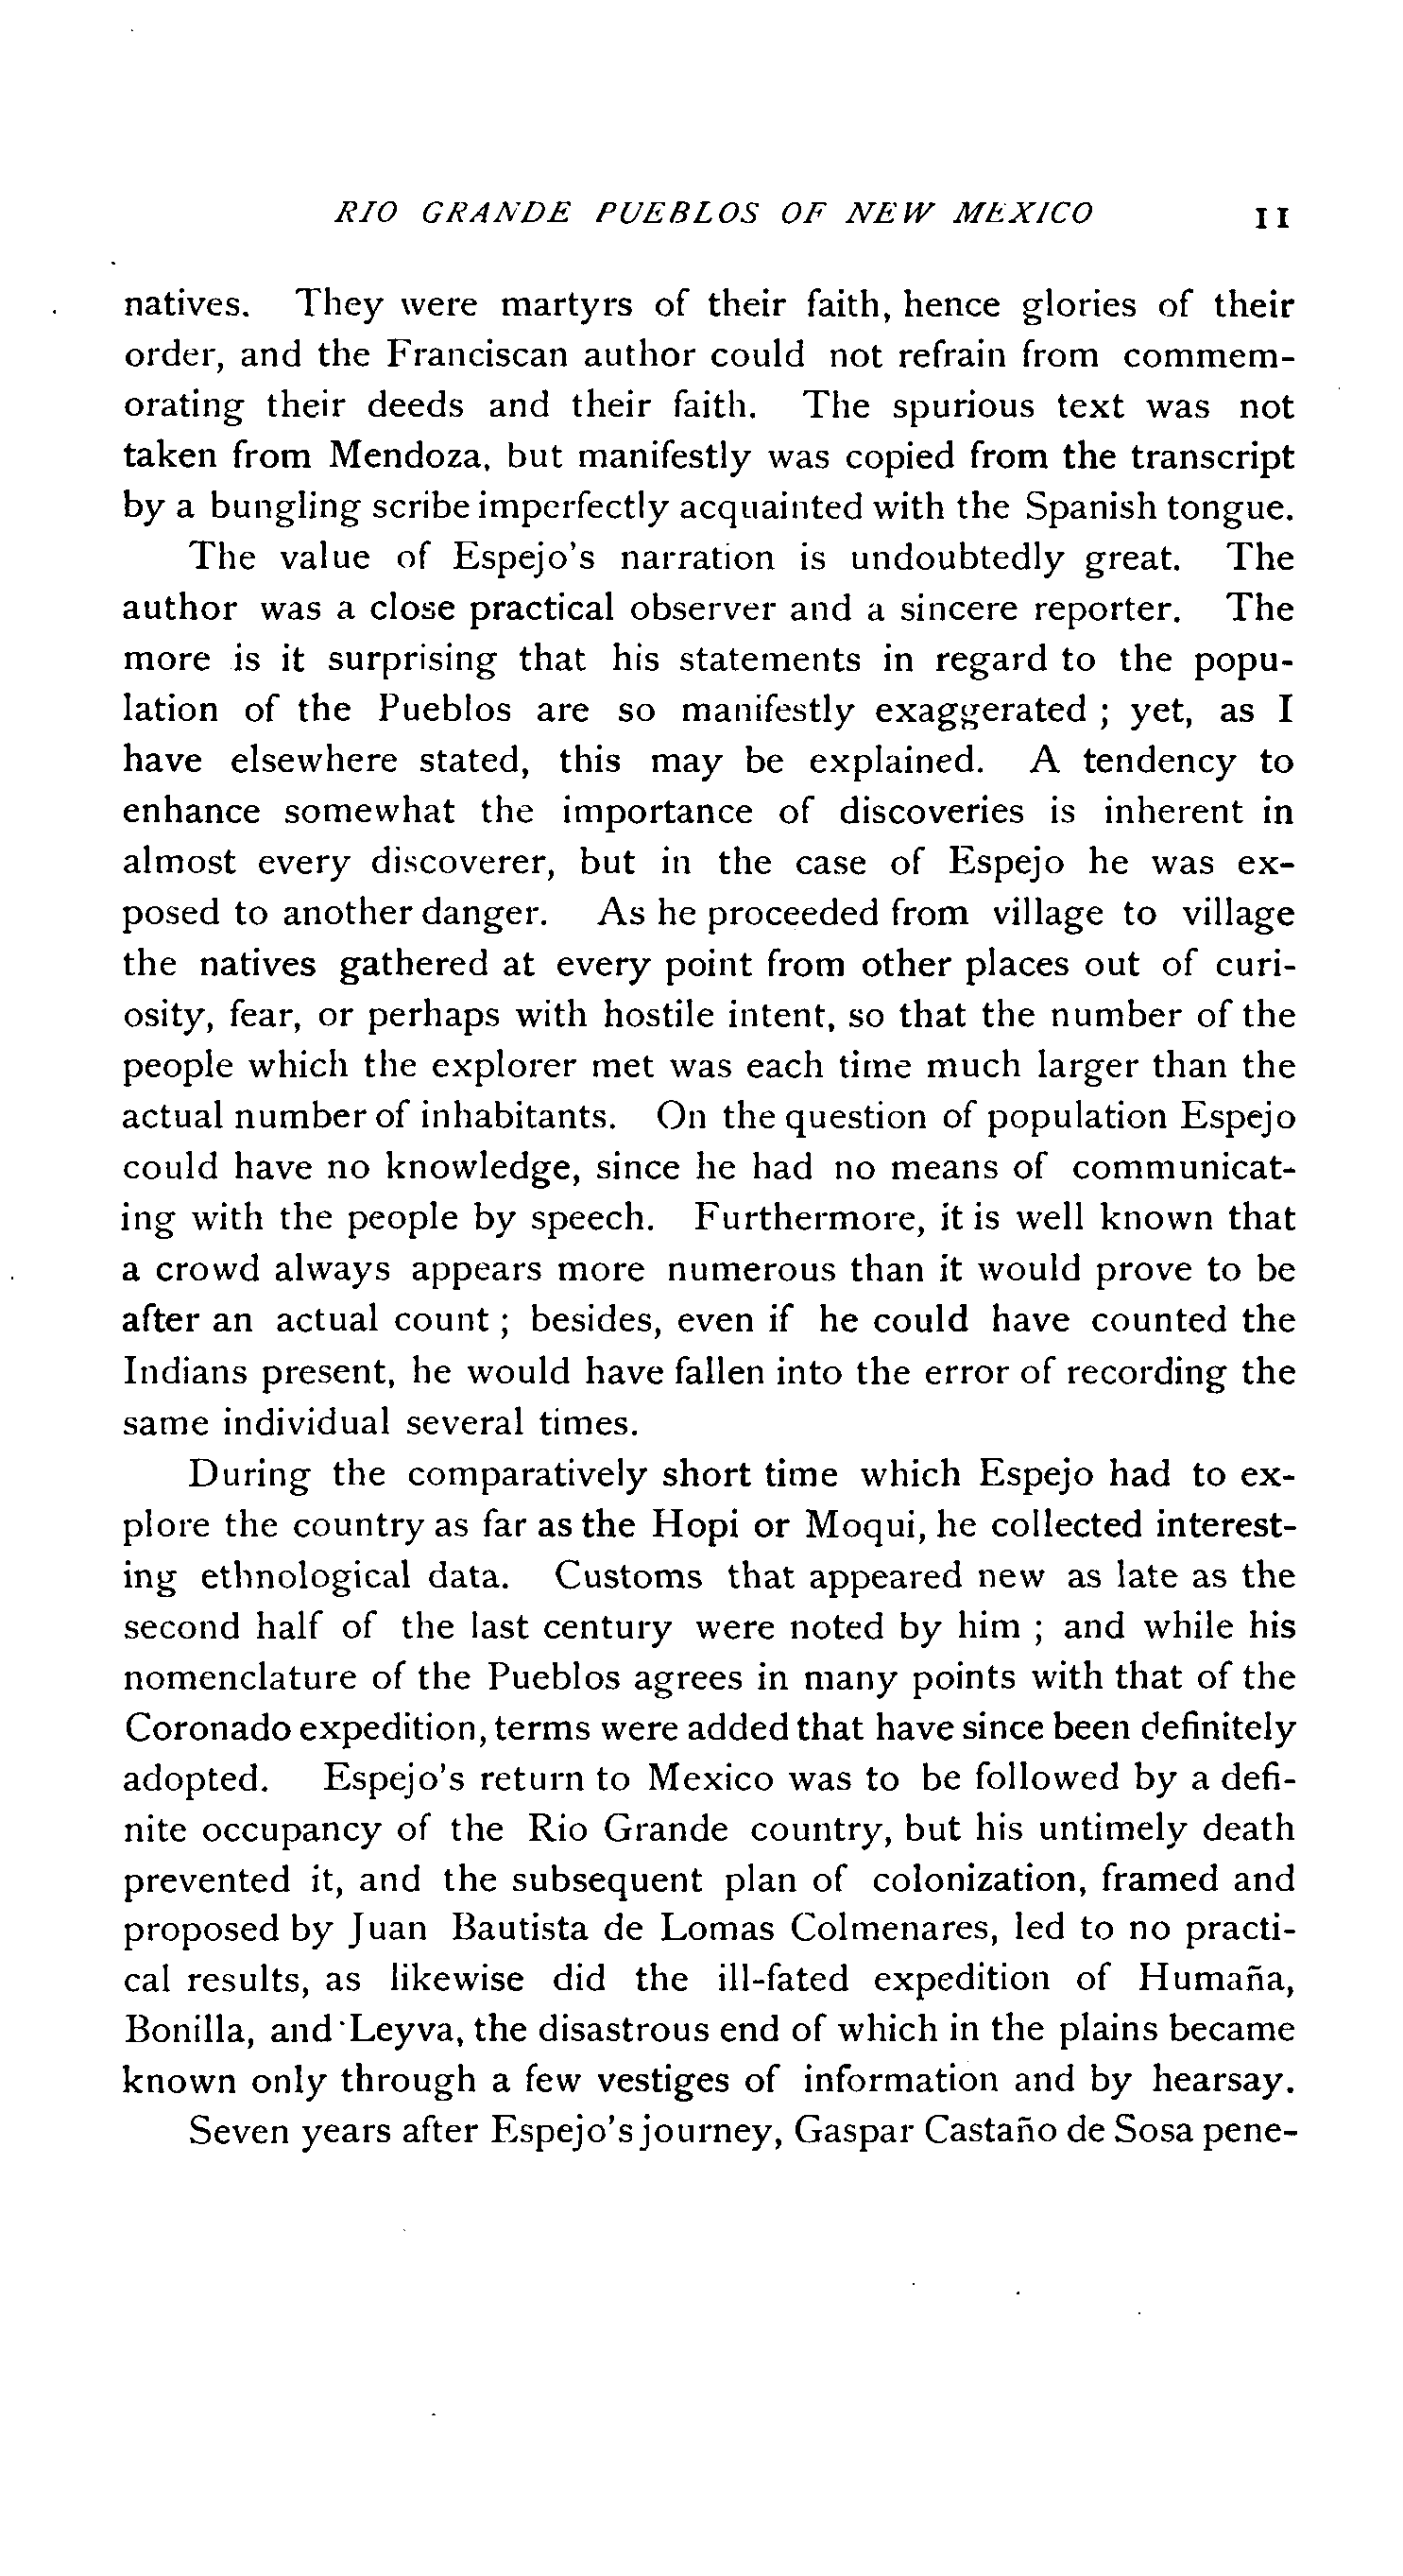 RIO GRANDE PUEBLOS OF NEW MEXICO 11
natives. They were martyrs of their faith, hence glories of their
order, and the Franciscan author could not refrain from commem-
orating their deeds and their faith. The spurious text was not
taken from Mendoza, but manifestly was copied from the transcript
by a bungling scribe imperfectly acquainted with the Spanish tongue.
The value of Espejo's narration is undoubtedly great. The
author was a close practical observer and a sincere reporter. The
more is it surprising that his statements in regard to the popu-
lation of the Pueblos are so manifestly exaggerated ; yet, as I
have elsewhere stated, this may be explained. A tendency to
enhance somewhat the importance of discoveries is inherent in
almost every discoverer, but in the case of Espejo he was ex-
posed to another danger. As he proceeded from village to village
the natives gathered at every point from other places out of curi-
osity, fear, or perhaps with hostile intent, so that the number of the
people which the explorer met was each time much larger than the
actual number of inhabitants. On the question of population Espejo
could have no knowledge, since he had no means of communicat-
ing with the people by speech. Furthermore, it is well known that
a crowd always appears more numerous than it would prove to be
after an actual count ; besides, even if he could have counted the
Indians present, he would have fallen into the error of recording the
same individual several times.
During the comparatively short time which Espejo had to ex-
plore the country as far as the Hopi or Moqui, he collected interest-
ing ethnological data. Customs that appeared new as late as the
second half of the last century were noted by him ; and while his
nomenclature of the Pueblos agrees in many points with that of the
Coronado expedition, terms were added that have since been definitely
adopted. Espejo's return to Mexico was to be followed by a defi-
nite occupancy of the Rio Grande country, but his untimely death
prevented it, and the subsequent plan of colonization, framed and
proposed by Juan Bautista de Lomas Colmenares, led to no practi-
cal results, as likewise did the ill-fated expedition of Humaña,
Bonilla, and Leyva, the disastrous end of which in the plains became
known only through a few vestiges of information and by hearsay.
Seven years after Espejo's journey, Gaspar Castaño de Sosa pene-